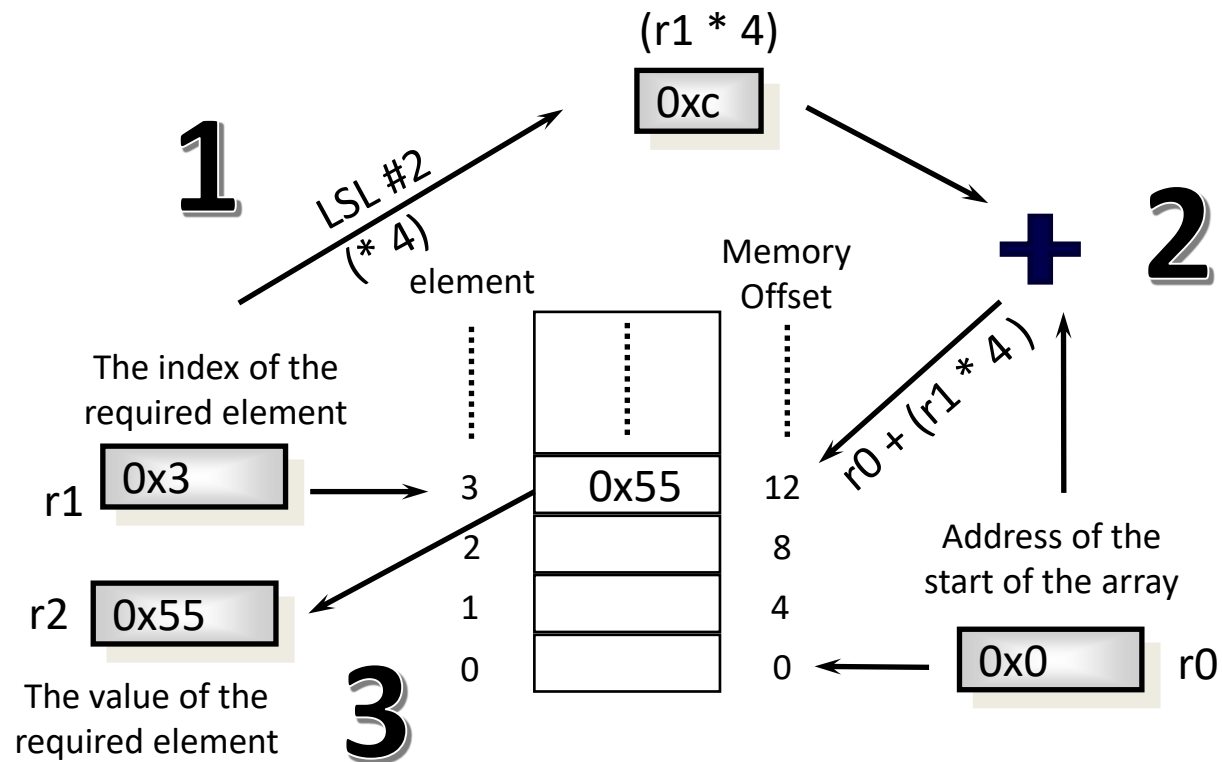 (r1 * 4)
0xc
1
LSL #2
(* 4)
2
element
Memory
Offset
r0 + (r1 * 4 )
The index of the
required element
r1
0x3
3
0x55
12
2
8
Address of the
start of the array
r2
0x55
1
4
0
0
0x0
r0
The value of the
required element
3